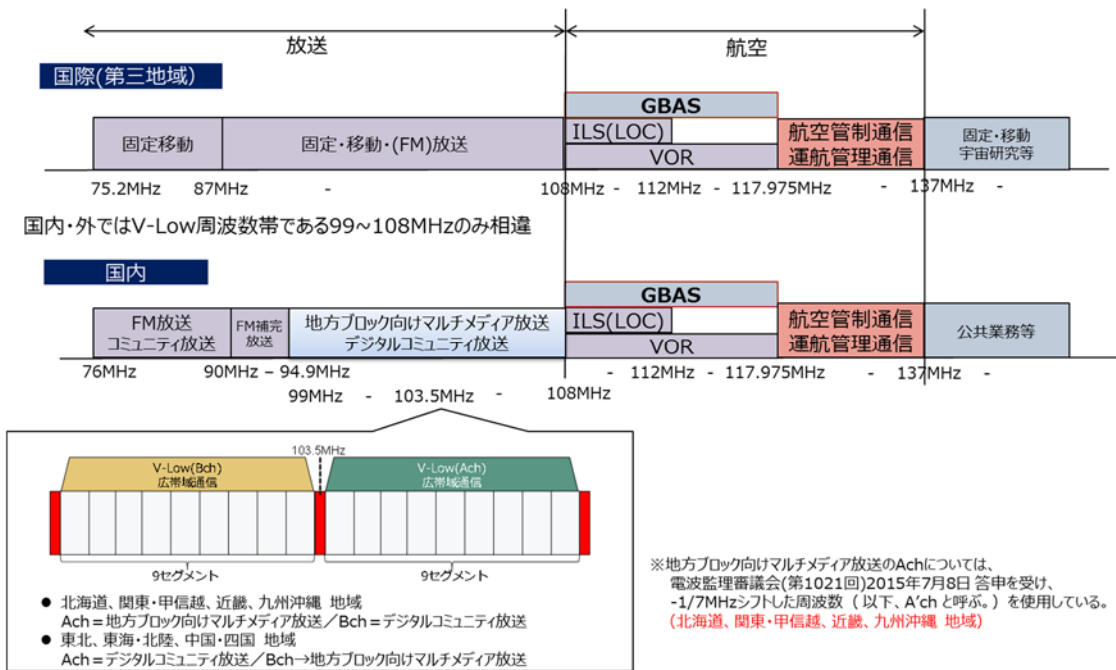 放送
航空
国際(第三地域)
GBAS
固定移動
固定・移動・(FM)放送
ILS(LOC)
VOR
航空管制通信
運航管理通信
固定・移動
宇宙研究等
75.2MHz 87MHz - 108MHz - 112MHz - 117.975MHz - 137MHz -
国内・外ではV-Low周波数帯である99~108MHzのみ相違
国内
GBAS
FM放送
コミュニティ放送
FM補完
放送
地方ブロック向けマルチメディア放送
デジタルコミュニティ放送
ILS(LOC)
VOR
航空管制通信
運航管理通信
公共業務等
76MHz 90MHz – 94.9MHz - 112MHz - 117.975MHz - 137MHz -
99MHz - 103.5MHz - 108MHz
103.5MHz
V-Low(Bch)
広帯域通信
V-Low(Ach)
広帯域通信
9セグメント
9セグメント
● 北海道、関東・甲信越、近畿、九州沖縄 地域
Ach=地方ブロック向けマルチメディア放送/Bch=デジタルコミュニティ放送
● 東北、東海・北陸、中国・四国 地域
Ach=デジタルコミュニティ放送/Bch→地方ブロック向けマルチメディア放送
※地方ブロック向けマルチメディア放送のAchについては、
電波監理審議会(第1021回)2015年7月8日 答申を受け、
-1/7MHzシフトした周波数(以下、A'chと呼ぶ。)を使用している。
(北海道、関東・甲信越、近畿、九州沖縄 地域)